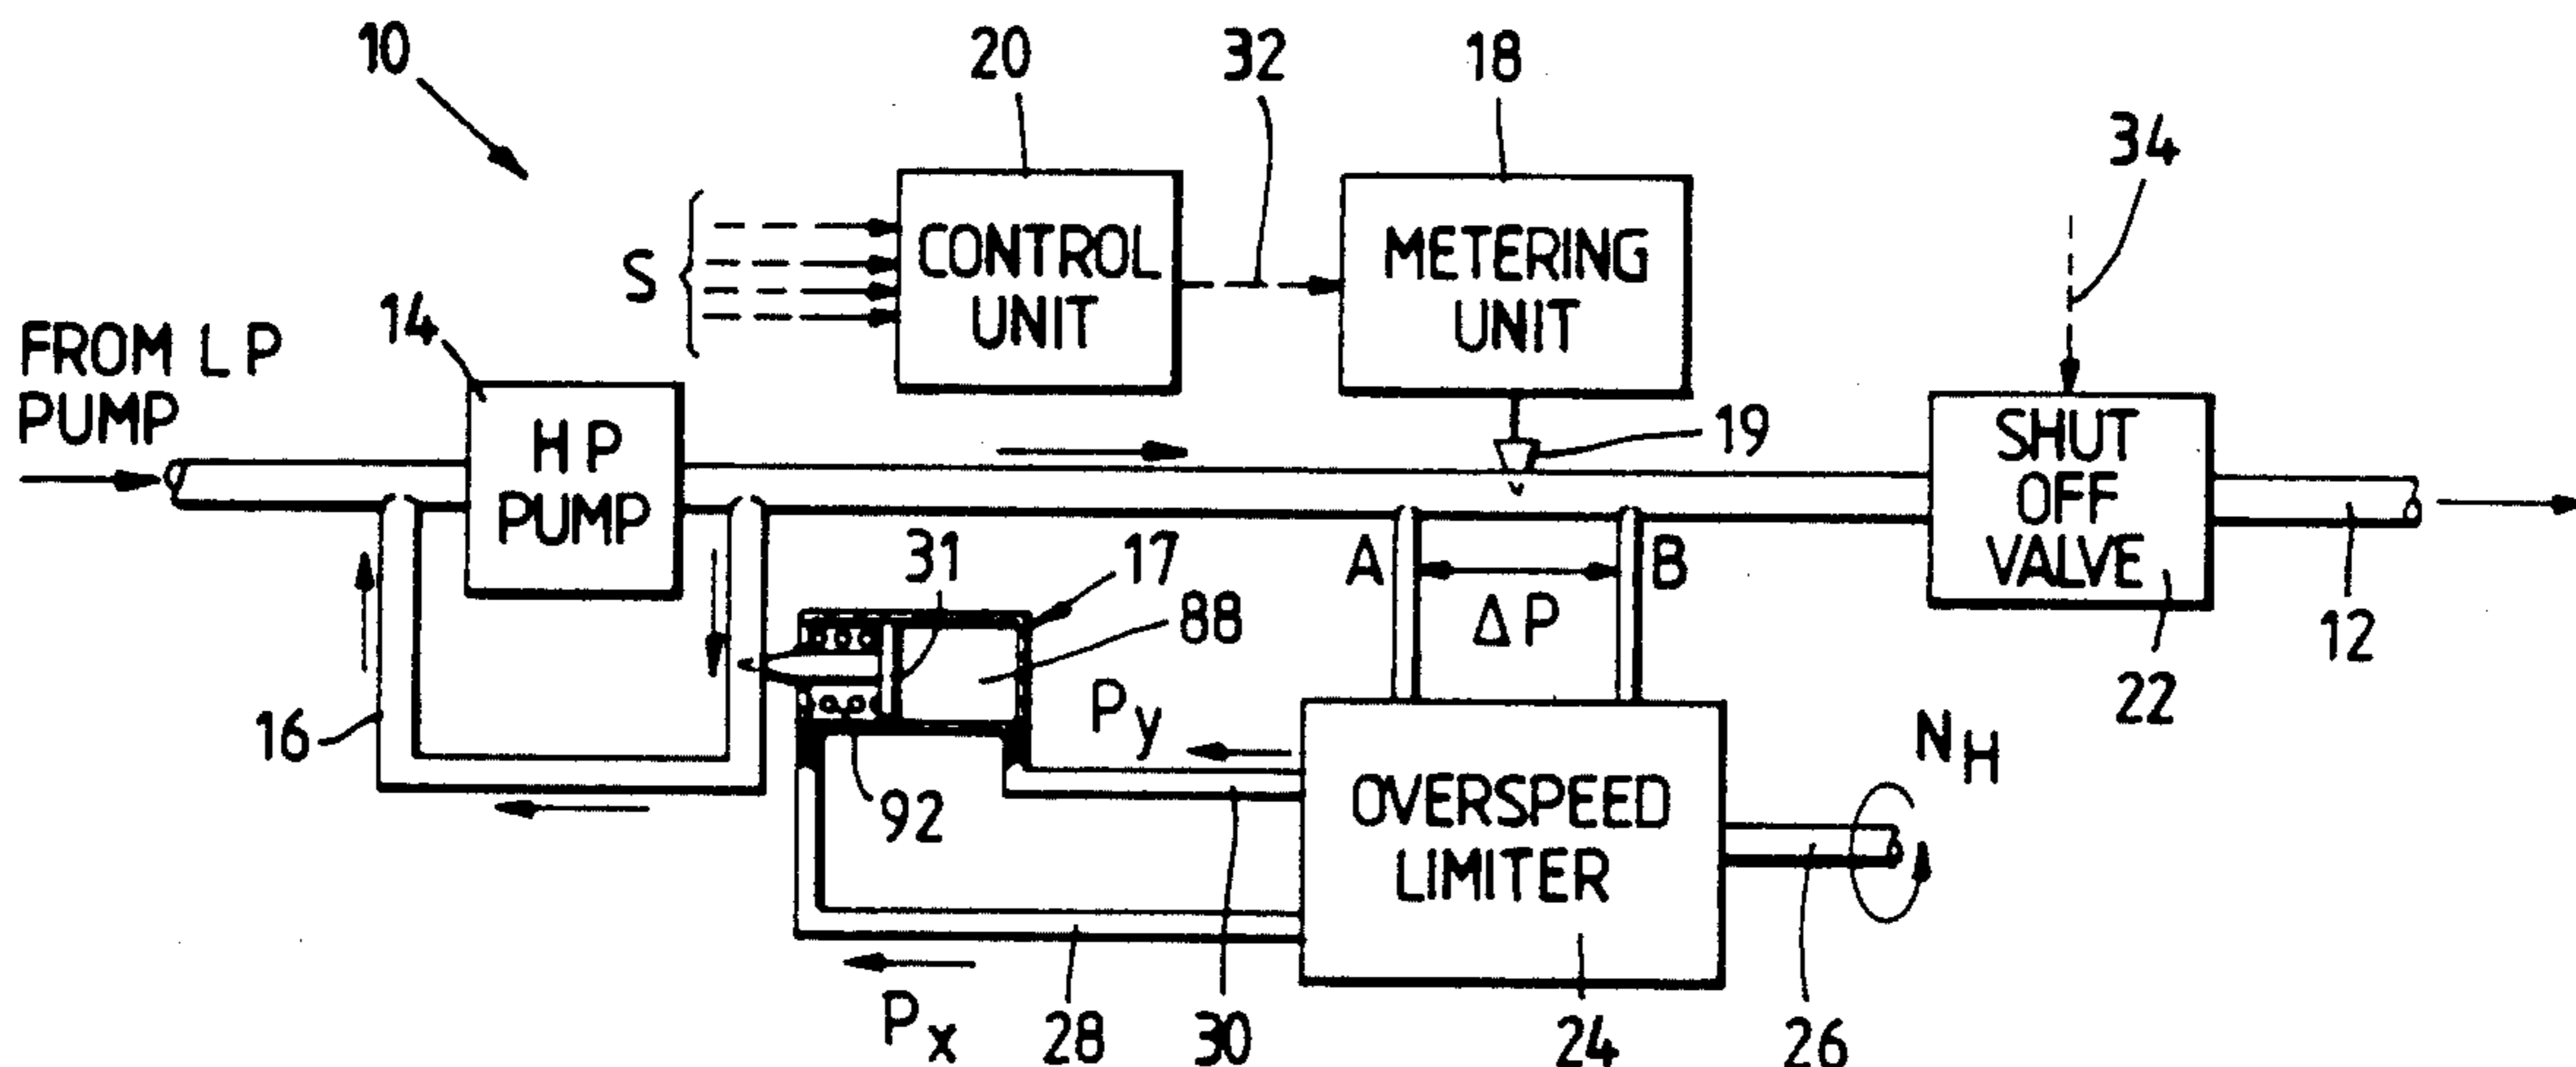 10
20
32
18
34
S
CONTROL
UNIT
METERING
UNIT
14
FROM LP
PUMP
HP
PUMP
19
SHUT
OFF
VALVE
31
17
88
A
B
ΔP
12
22
16
Py
92
NH
OVERSPEED
LIMITER
Px
28
30
24
26